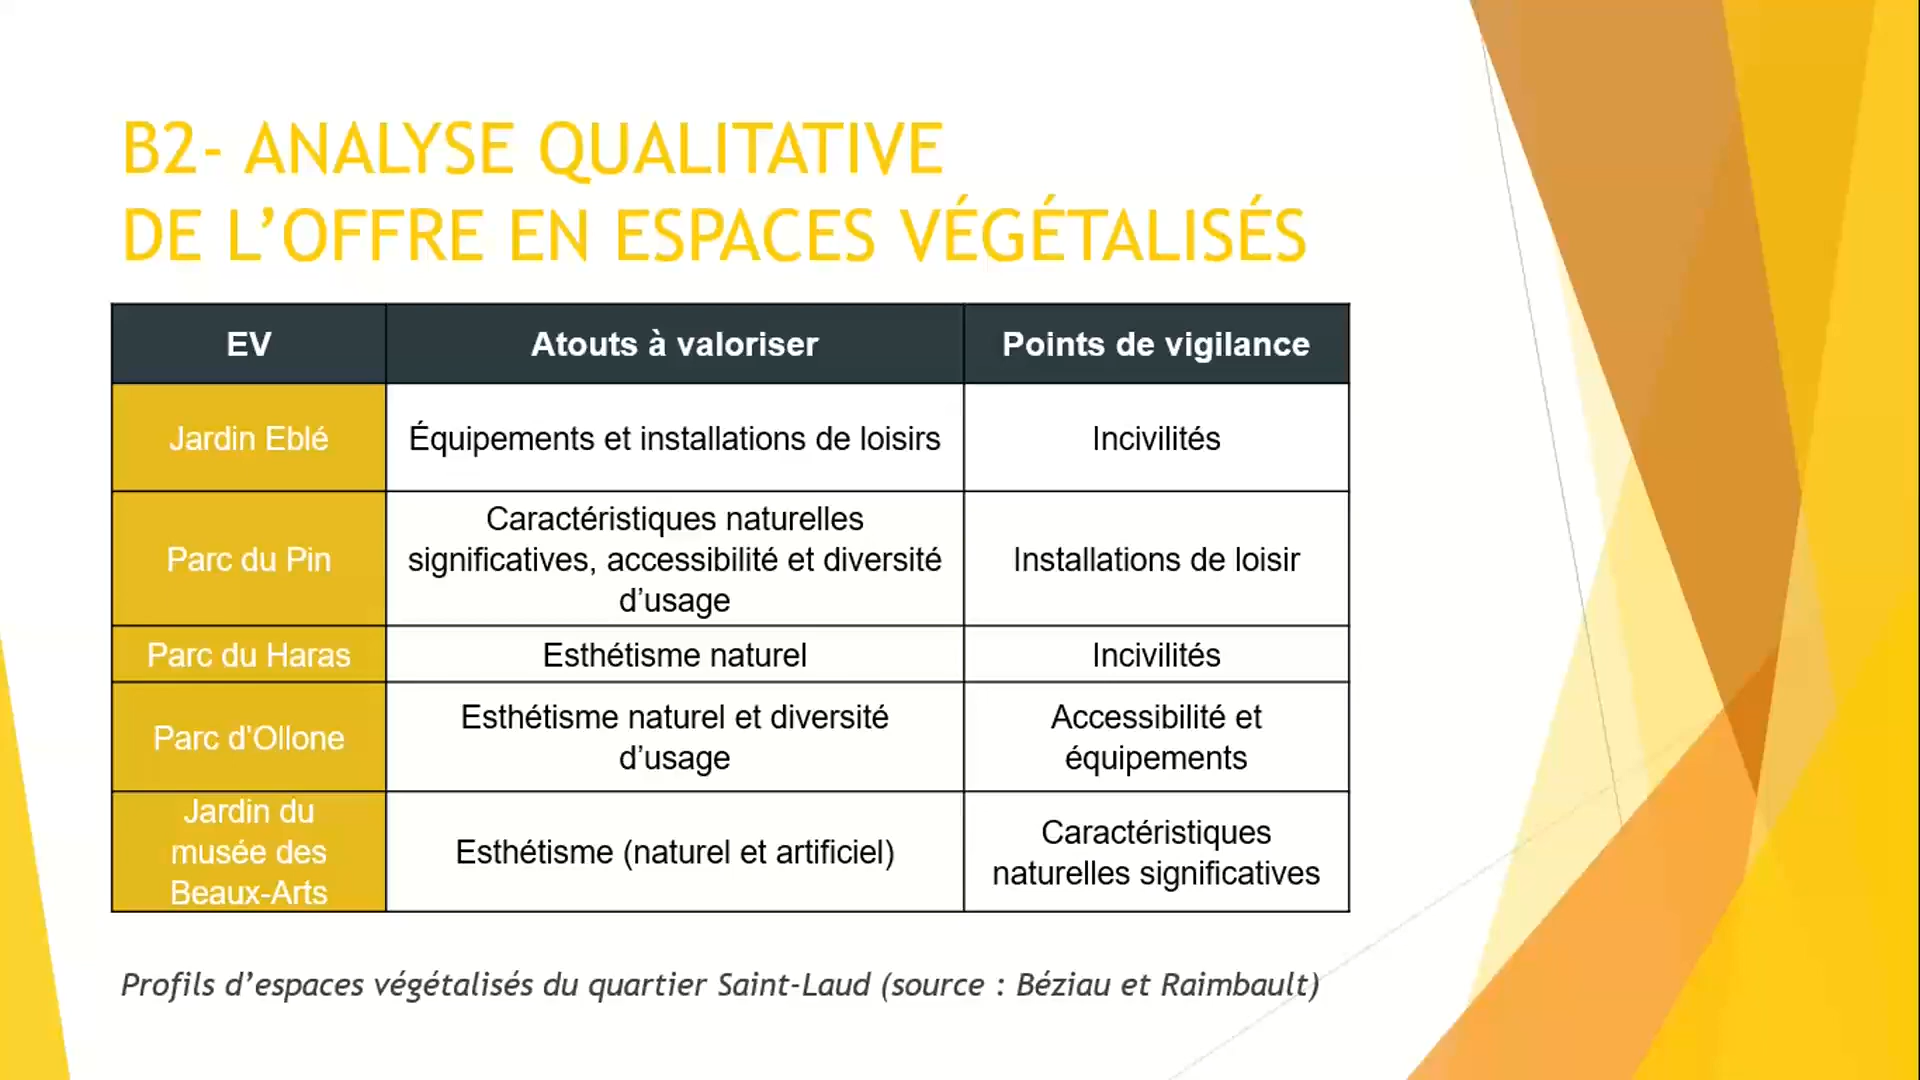 B2- ANALYSE QUALITATIVE
DE L’OFFRE EN ESPACES VÉGÉTALISÉS
EV
Atouts à valoriser
Points de vigilance
Jardin Eblé
Équipements et installations de loisirs
Incivilités
Parc du Pin
Caractéristiques naturelles
significatives, accessibilité et diversité
d’usage
Installations de loisir
Parc du Haras
Esthétisme naturel
Incivilités
Parc d'Ollone
Esthétisme naturel et diversité
d’usage
Accessibilité et
équipements
Jardin du
musée des
Beaux-Arts
Esthétisme (naturel et artificiel)
Caractéristiques
naturelles significatives
Profils d’espaces végétalisés du quartier Saint-Laud (source : Béziau et Raimbault)